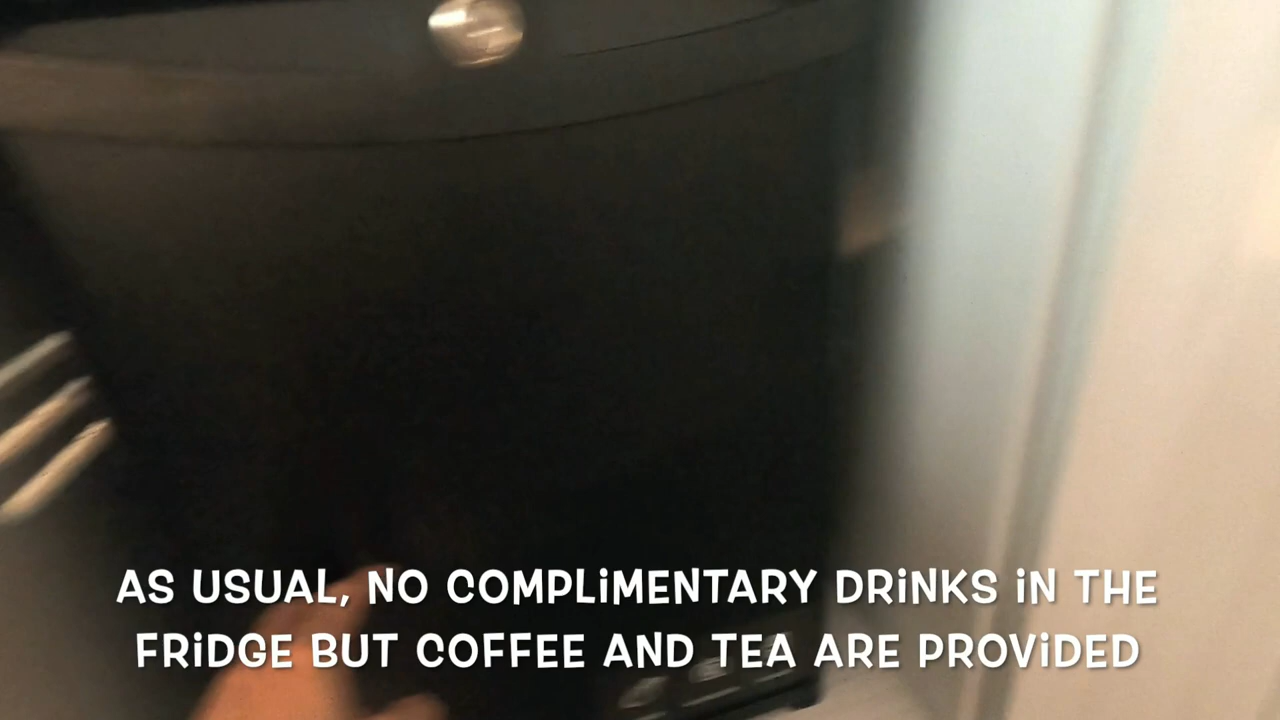 AS USUAL, NO COMPLiMENTARY DRiNKS iN THE
FRiDGE BUT COFFEE AND TEA ARE PROViDED